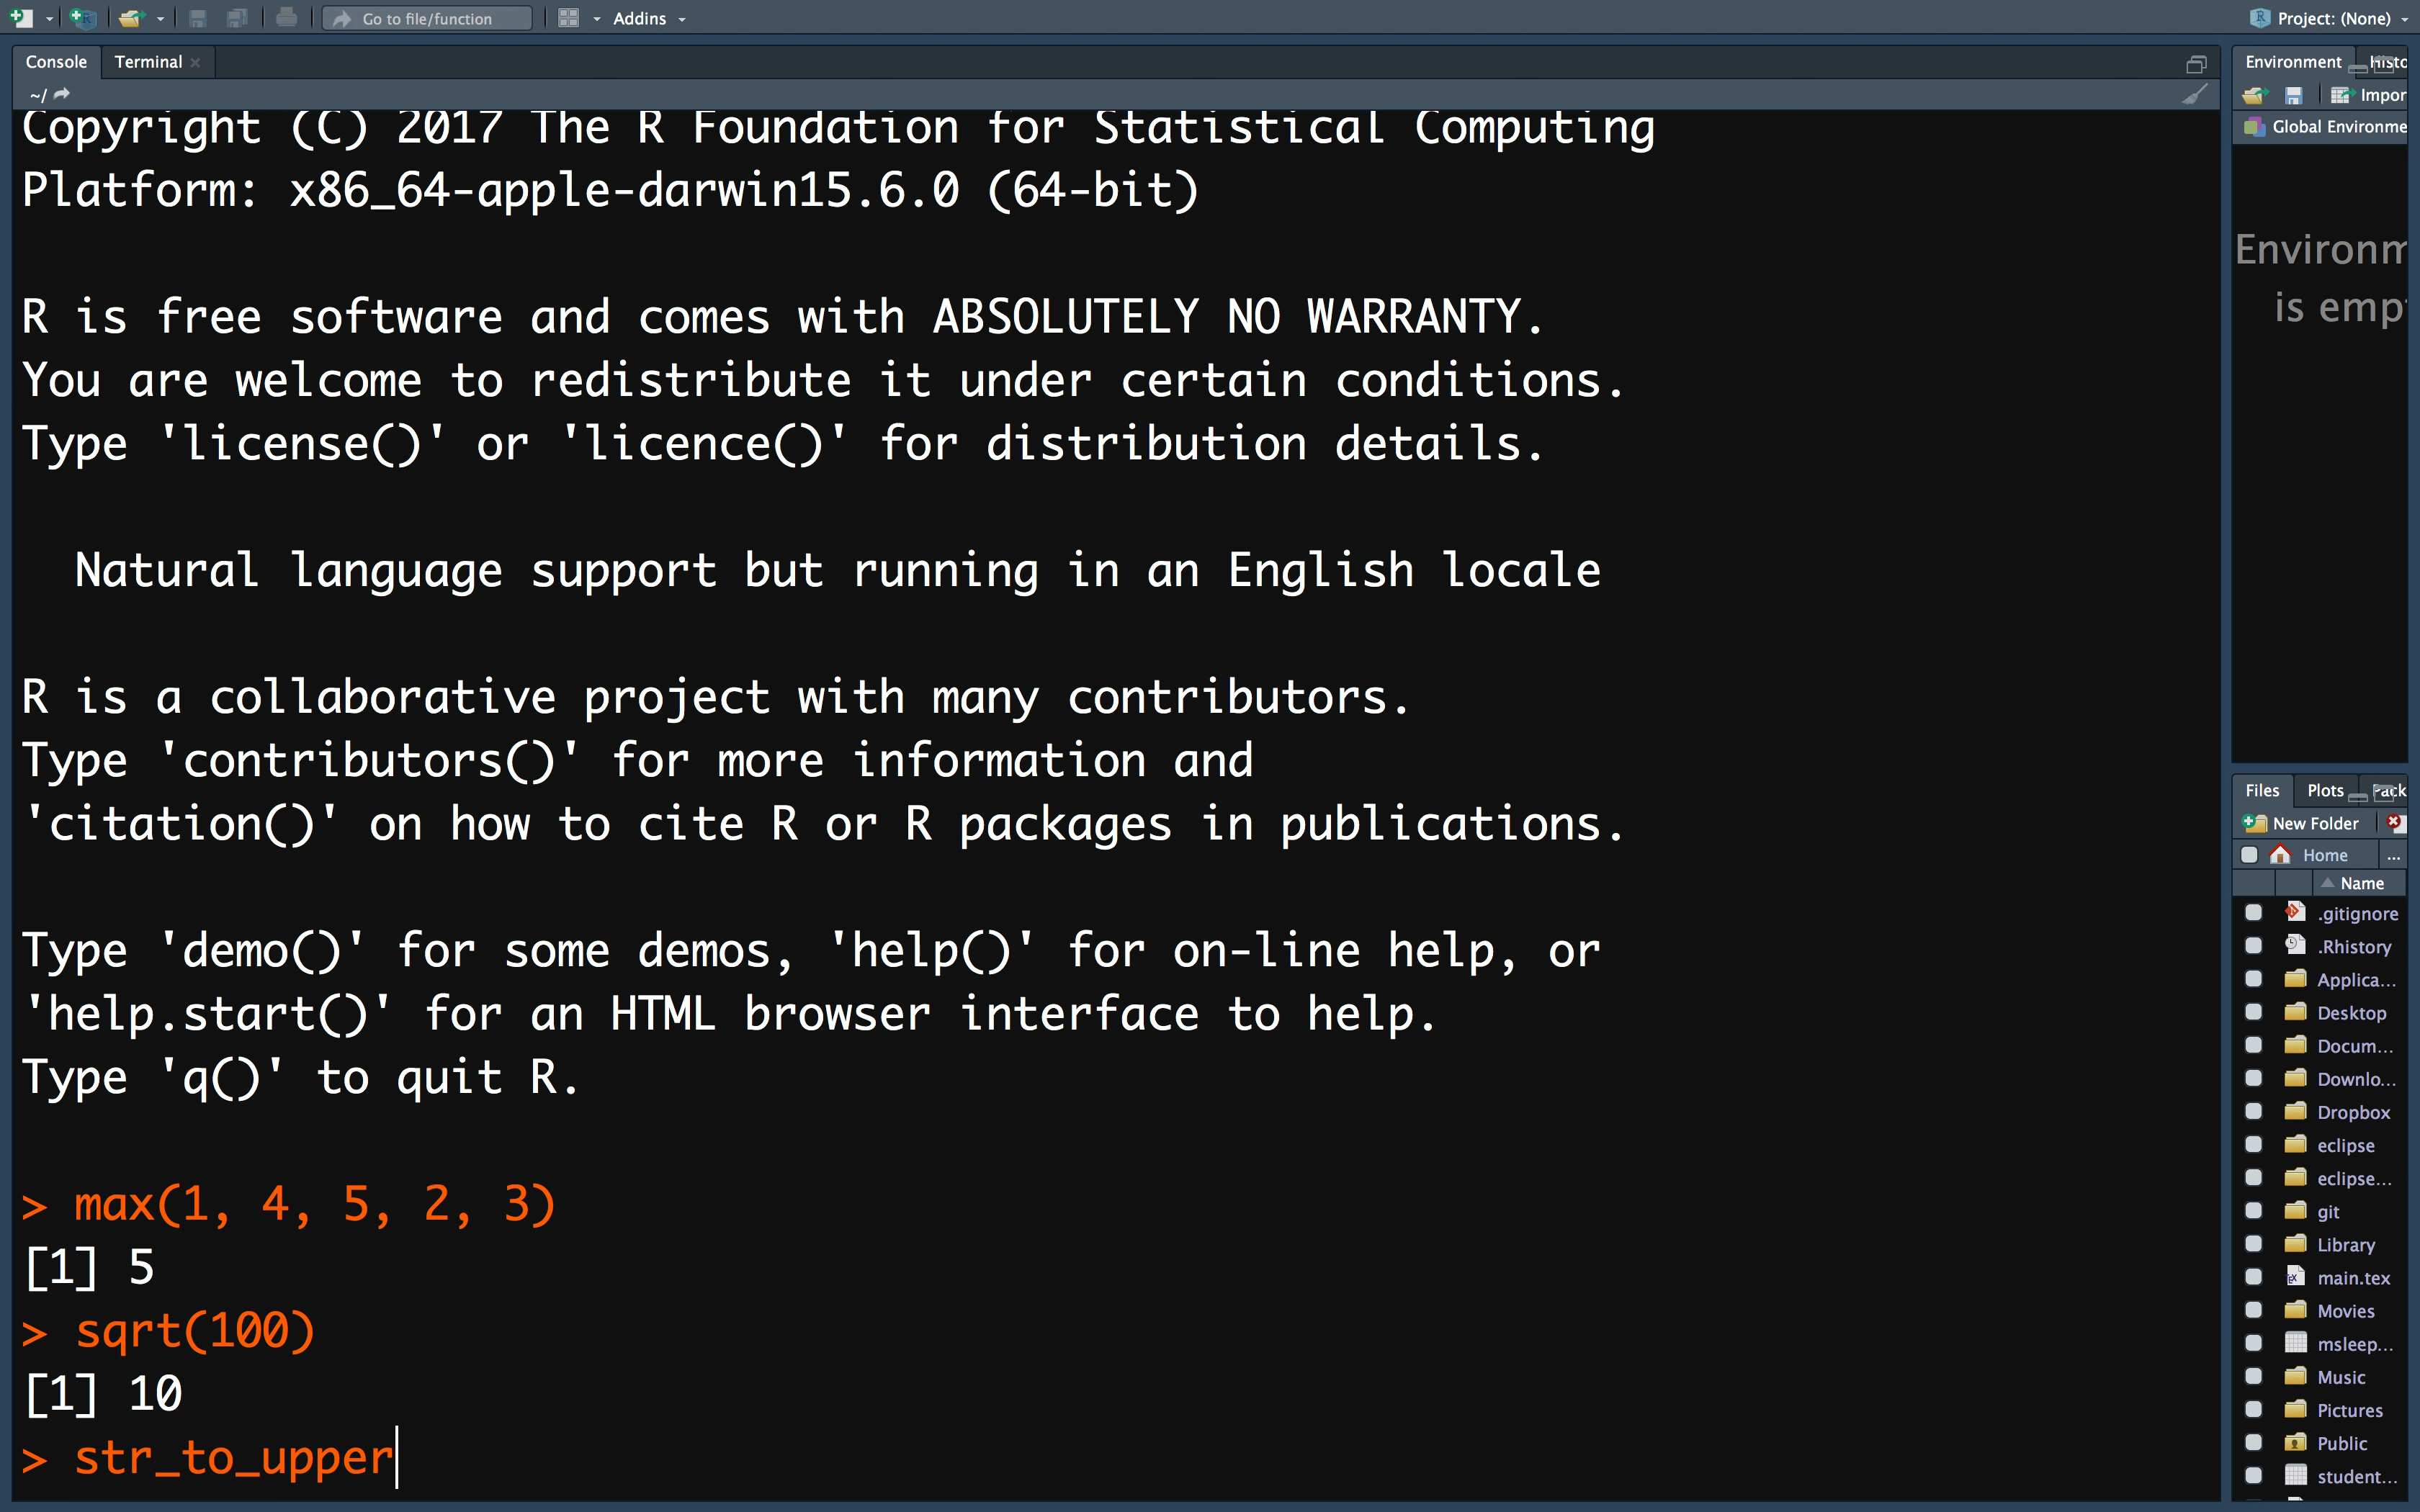 Go to file/function
Addins
Project: (None)
Console
Terminal
~/
Copyright (C) 2017 The R Foundation for Statistical Computing
Platform: x86_64-apple-darwin15.6.0 (64-bit)
R is free software and comes with ABSOLUTELY NO WARRANTY.
You are welcome to redistribute it under certain conditions.
Type 'license()' or 'licence()' for distribution details.
Natural language support but running in an English locale
R is a collaborative project with many contributors.
Type 'contributors()' for more information and
'citation()' on how to cite R or R packages in publications.
Type 'demo()' for some demos, 'help()' for on-line help, or
'help.start()' for an HTML browser interface to help.
Type 'q()' to quit R.
> max(1, 4, 5, 2, 3)
[1] 5
> sqrt(100)
[1] 10
> str_to_upper
Environment
Impor
Global Environme
Environm
is emp
Files
Plots
New Folder
Home
...
Name
.gitignore
.Rhistory
Applica...
Desktop
Docum...
Downlo...
Dropbox
eclipse
eclipse...
git
Library
main.tex
Movies
msleep...
Music
Pictures
Public
student...